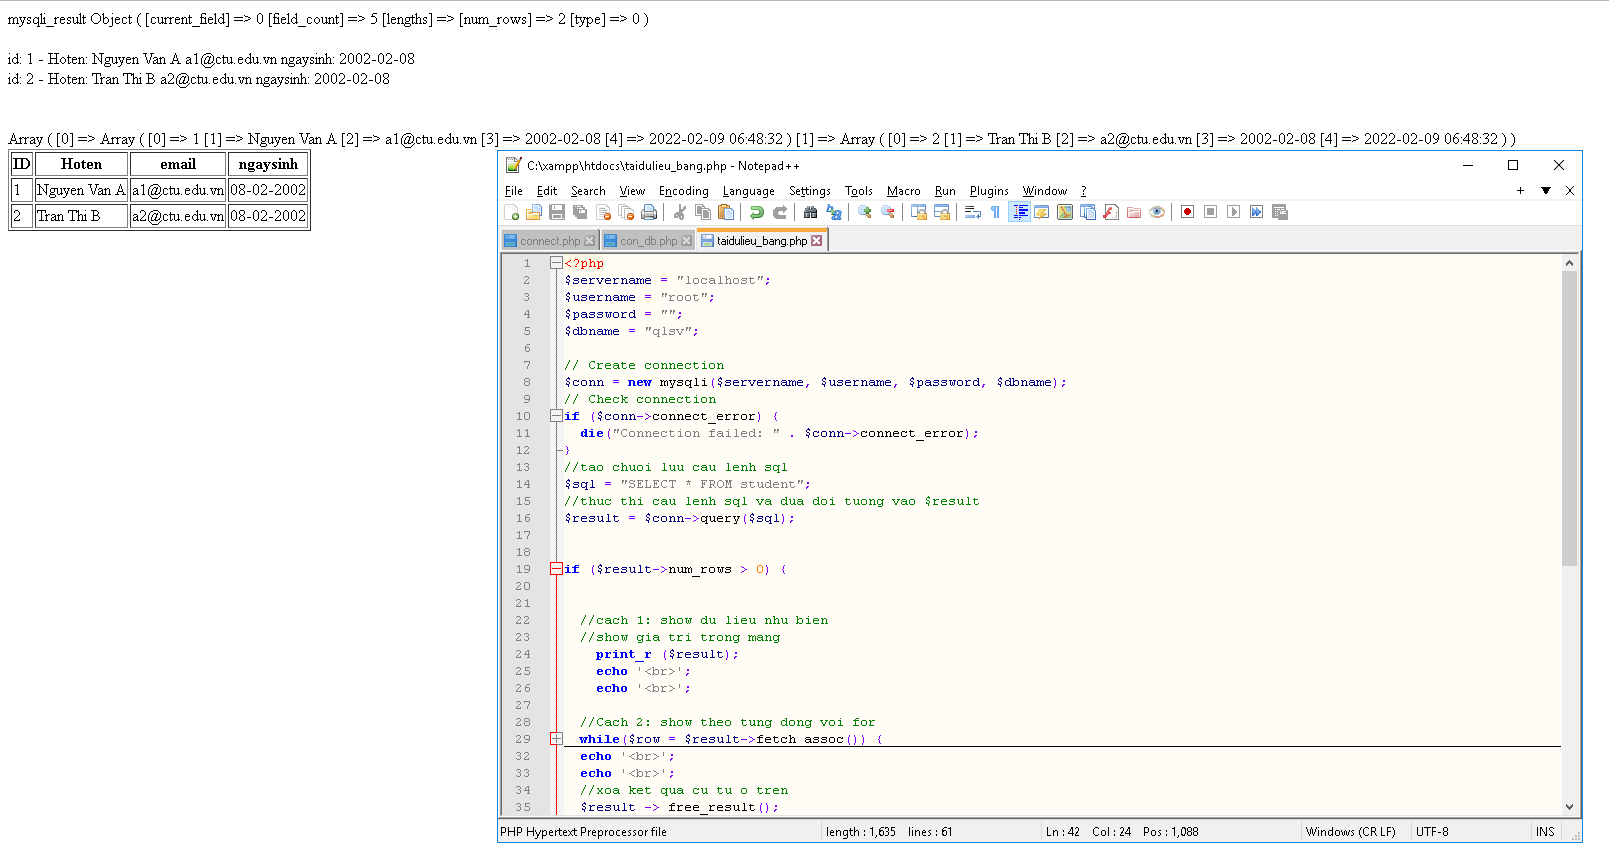 mysqli_result Object ( [current_field] => 0 [field_count] => 5 [lengths] => [num_rows] => 2 [type] => 0 )
id: 1 - Hoten: Nguyen Van A a1@ctu.edu.vn ngaysinh: 2002-02-08
id: 2 - Hoten: Tran Thi B a2@ctu.edu.vn ngaysinh: 2002-02-08
Array ( [0] => Array ( [0] => 1 [1] => Nguyen Van A [2] => a1@ctu.edu.vn [3] => 2002-02-08 [4] => 2022-02-09 06:48:32 ) [1] => Array ( [0] => 2 [1] => Tran Thi B [2] => a2@ctu.edu.vn [3] => 2002-02-08 [4] => 2022-02-09 06:48:32 ) )
ID Hoten email ngaysinh
1 Nguyen Van A a1@ctu.edu.vn 08-02-2002
2 Tran Thi B a2@ctu.edu.vn 08-02-2002
C:\xampp\htdocs\taidulieu_bang.php - Notepad++
File Edit Search View Encoding Language Settings Tools Macro Run Plugins Window ? + ▼ X
connect.php con_db.php taidulieu_bang.php
1 <?php
2 $servername = "localhost";
3 $username = "root";
4 $password = "";
5 $dbname = "qlsv";
6
7 // Create connection
8 $conn = new mysqli($servername, $username, $password, $dbname);
9 // Check connection
10 if ($conn->connect_error) {
11 die("Connection failed: " . $conn->connect_error);
12 }
13 //tao chuoi luu cau lenh sql
14 $sql = "SELECT * FROM student";
15 //thuc thi cau lenh sql va dua doi tuong vao $result
16 $result = $conn->query($sql);
17
18
19 if ($result->num_rows > 0) {
20
21
22 //cach 1: show du lieu nhu bien
23 //show gia tri trong mang
24 print_r ($result);
25 echo '<br>';
26 echo '<br>';
27
28 //Cach 2: show theo tung dong voi for
29 while($row = $result->fetch_assoc()) {
32 echo '<br>';
33 echo '<br>';
34 //xoa ket qua cu tu o tren
35 $result -> free_result();
PHP Hypertext Preprocessor file length : 1,635 lines : 61 Ln : 42 Col : 24 Pos : 1,088 Windows (CR LF) UTF-8 INS